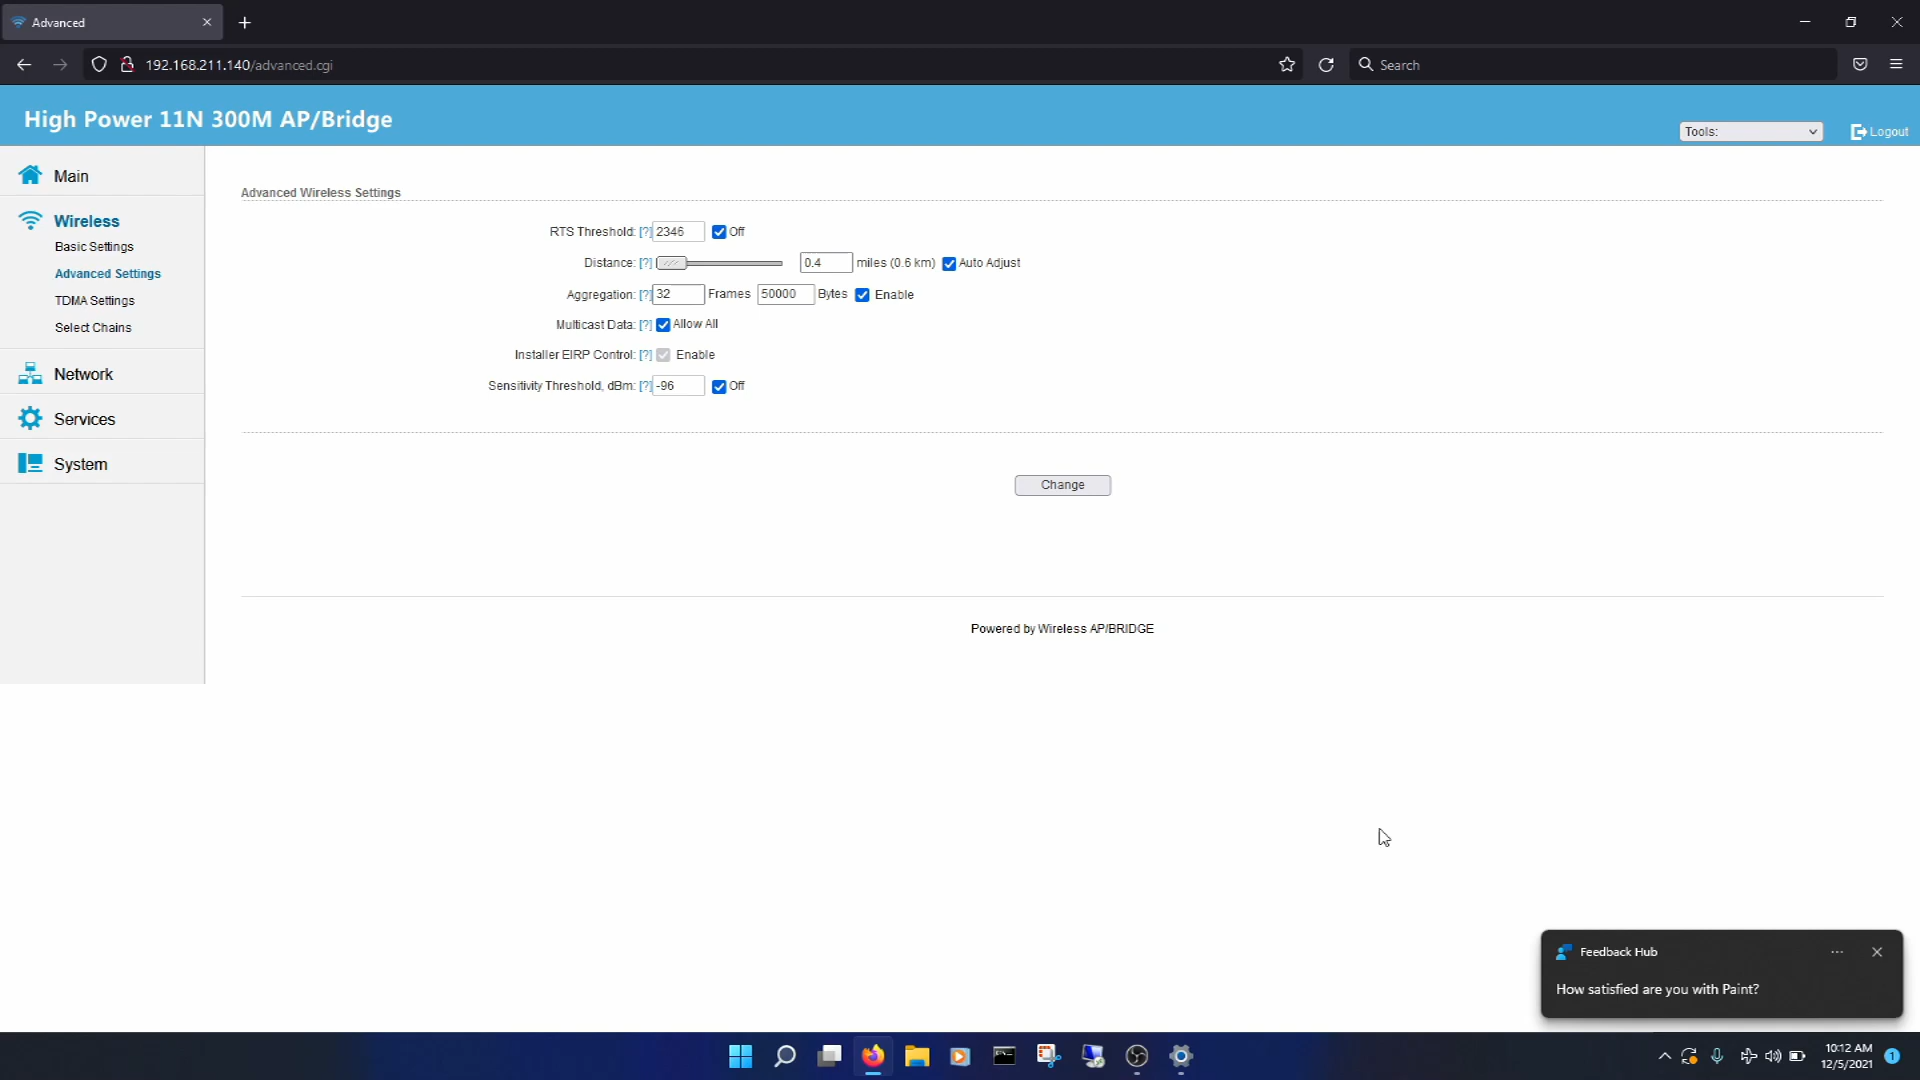 Advanced
192.168.211.140/advanced.cgi
Search
High Power 11N 300M AP/Bridge
Tools:
Logout
Main
Wireless
Basic Settings
Advanced Settings
TDMA Settings
Select Chains
Network
Services
System
Advanced Wireless Settings
RTS Threshold: [?] 2346 Off
Distance: [?] 0.4 miles (0.6 km) Auto Adjust
Aggregation: [?] 32 Frames 50000 Bytes Enable
Multicast Data: [?] Allow All
Installer EIRP Control: [?] Enable
Sensitivity Threshold, dBm: [?] -96 Off
Change
Powered by Wireless AP/BRIDGE
Feedback Hub
How satisfied are you with Paint?
10:12 AM
12/5/2021
1